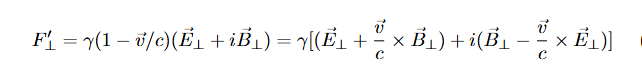 F′⊥ = γ(1 − v⃗/c)(E⃗⊥ + iB⃗⊥) = γ[(E⃗⊥ + v⃗/c × B⃗⊥) + i(B⃗⊥ − v⃗/c × E⃗⊥)] (